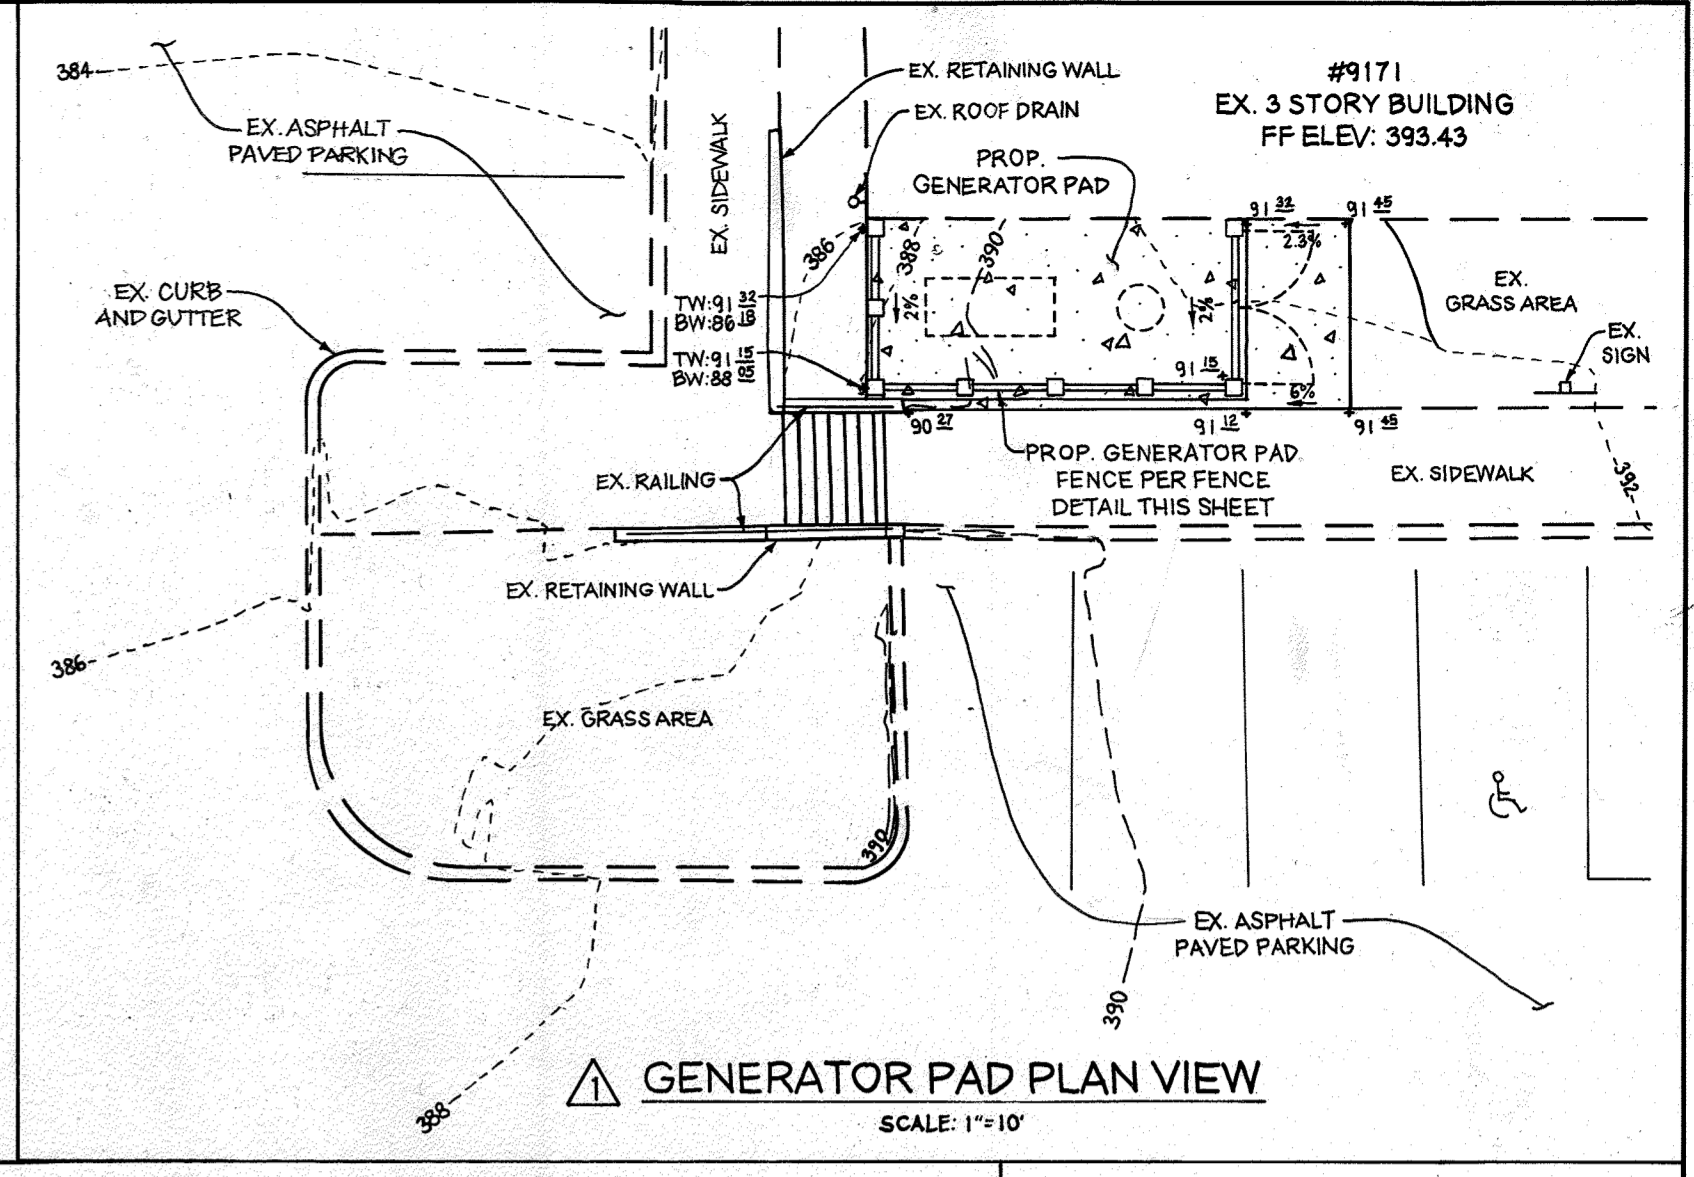 384
EX. ASPHALT
PAVED PARKING
EX. SIDEWALK
EX. RETAINING WALL
EX. ROOF DRAIN
PROP.
GENERATOR PAD
#9171
EX. 3 STORY BUILDING
FF ELEV: 393.43
386
388
390
91 32
91 45
2.3%
EX.
GRASS AREA
EX.
SIGN
EX. CURB
AND GUTTER
TW: 91 32
BW: 86 18
2%
2%
TW: 91 15
BW: 88 05
91 15
6%
90 27
91 12
91 45
EX. RAILING
PROP. GENERATOR PAD
FENCE PER FENCE
DETAIL THIS SHEET
EX. SIDEWALK
392
EX. RETAINING WALL
386
EX. GRASS AREA
390
EX. ASPHALT
PAVED PARKING
390
388
1
GENERATOR PAD PLAN VIEW
SCALE: 1"=10'